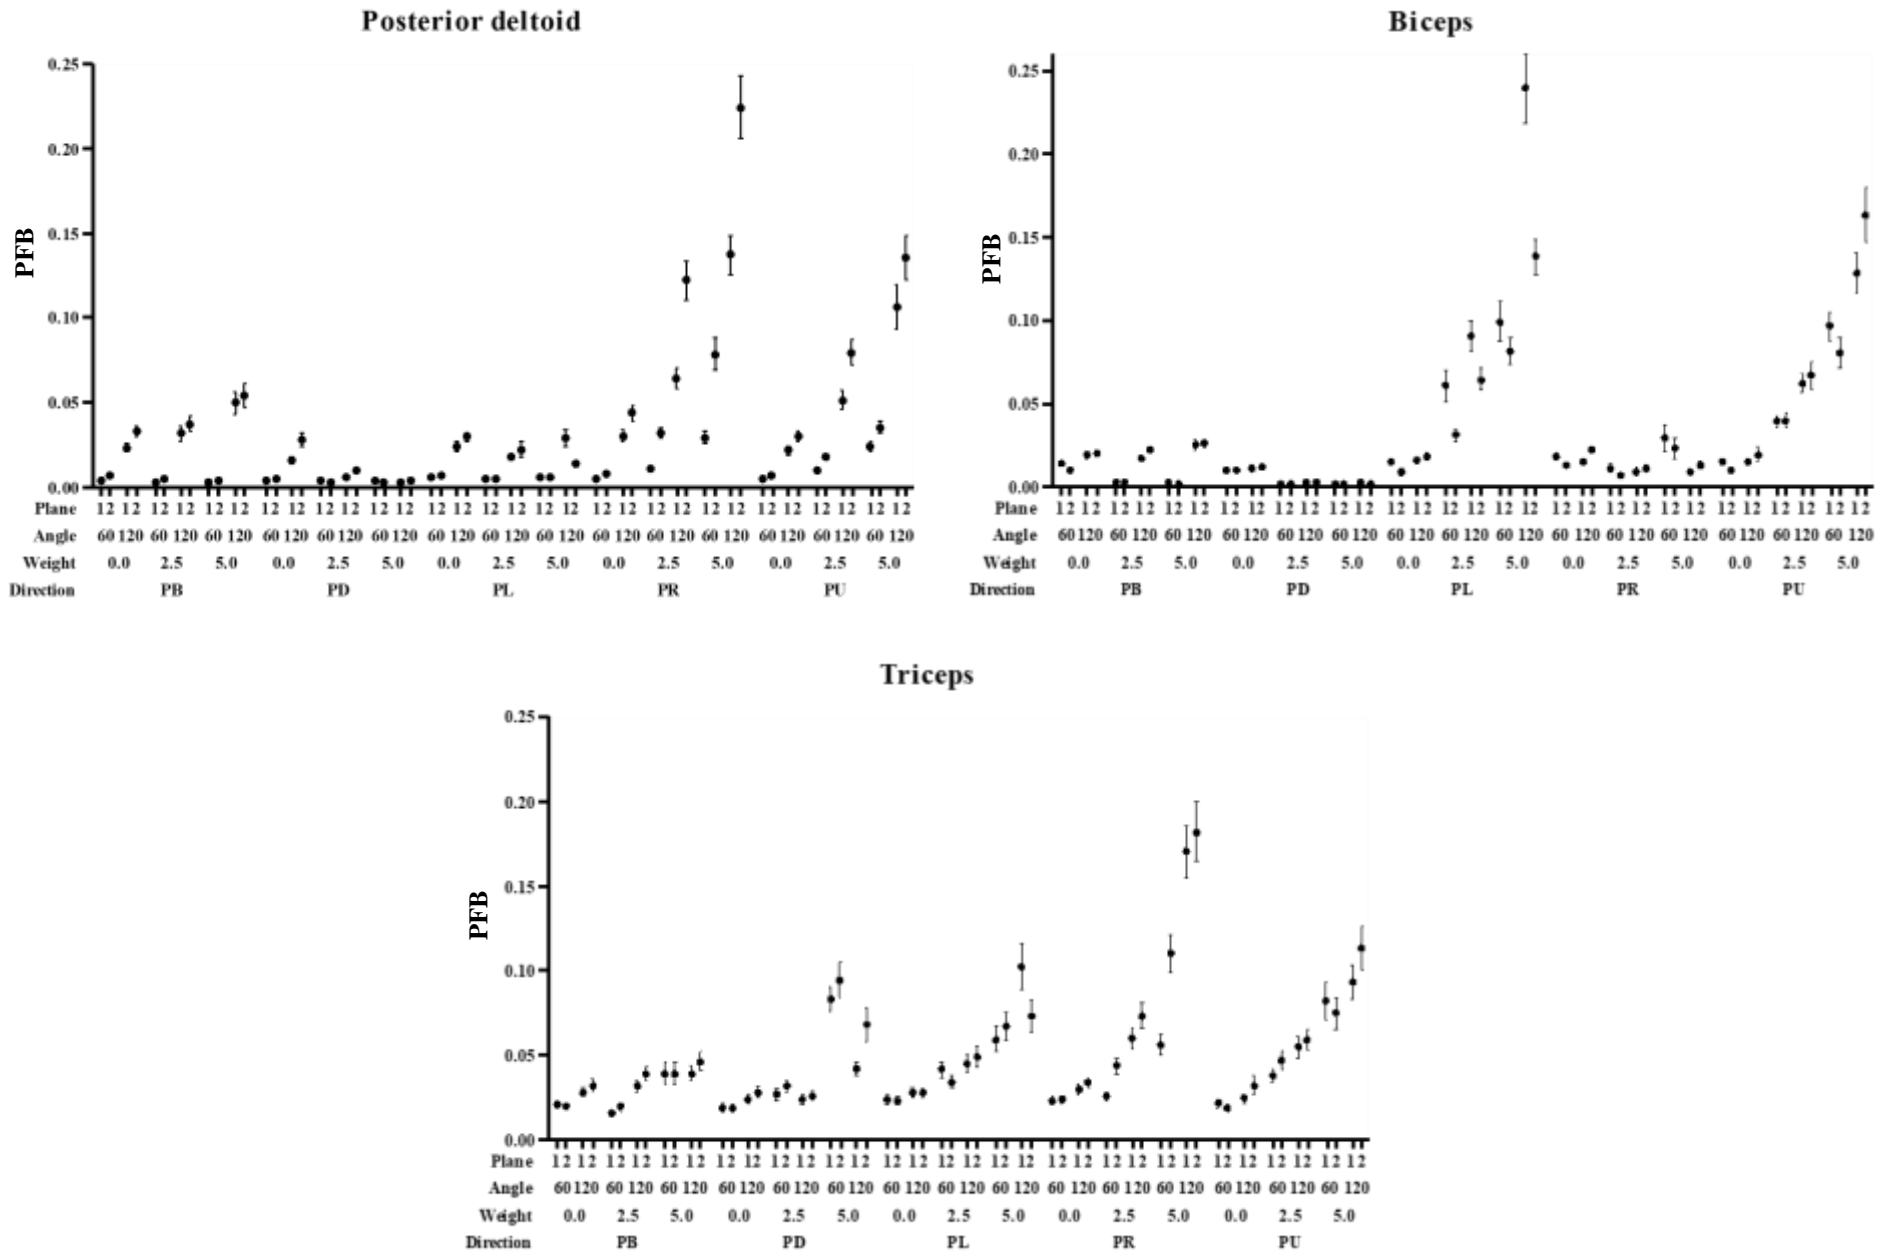 Posterior deltoid
PFB
0.25
0.20
0.15
0.10
0.05
0.00
Plane 1 2 1 2 1 2 1 2 1 2 1 2 1 2 1 2 1 2 1 2 1 2 1 2 1 2 1 2 1 2 1 2 1 2 1 2 1 2 1 2 1 2 1 2 1 2 1 2 1 2 1 2 1 2 1 2 1 2 1 2
Angle 60 120 60 120 60 120 60 120 60 120 60 120 60 120 60 120 60 120 60 120 60 120 60 120 60 120 60 120 60 120
Weight 0.0 2.5 5.0 0.0 2.5 5.0 0.0 2.5 5.0 0.0 2.5 5.0 0.0 2.5 5.0
Direction PB PD PL PR PU
Biceps
PFB
0.25
0.20
0.15
0.10
0.05
0.00
Plane 1 2 1 2 1 2 1 2 1 2 1 2 1 2 1 2 1 2 1 2 1 2 1 2 1 2 1 2 1 2 1 2 1 2 1 2 1 2 1 2 1 2 1 2 1 2 1 2 1 2 1 2 1 2 1 2 1 2 1 2
Angle 60 120 60 120 60 120 60 120 60 120 60 120 60 120 60 120 60 120 60 120 60 120 60 120 60 120 60 120 60 120
Weight 0.0 2.5 5.0 0.0 2.5 5.0 0.0 2.5 5.0 0.0 2.5 5.0 0.0 2.5 5.0
Direction PB PD PL PR PU
Triceps
PFB
0.25
0.20
0.15
0.10
0.05
0.00
Plane 1 2 1 2 1 2 1 2 1 2 1 2 1 2 1 2 1 2 1 2 1 2 1 2 1 2 1 2 1 2 1 2 1 2 1 2 1 2 1 2 1 2 1 2 1 2 1 2 1 2 1 2 1 2 1 2 1 2 1 2
Angle 60 120 60 120 60 120 60 120 60 120 60 120 60 120 60 120 60 120 60 120 60 120 60 120 60 120 60 120 60 120
Weight 0.0 2.5 5.0 0.0 2.5 5.0 0.0 2.5 5.0 0.0 2.5 5.0 0.0 2.5 5.0
Direction PB PD PL PR PU